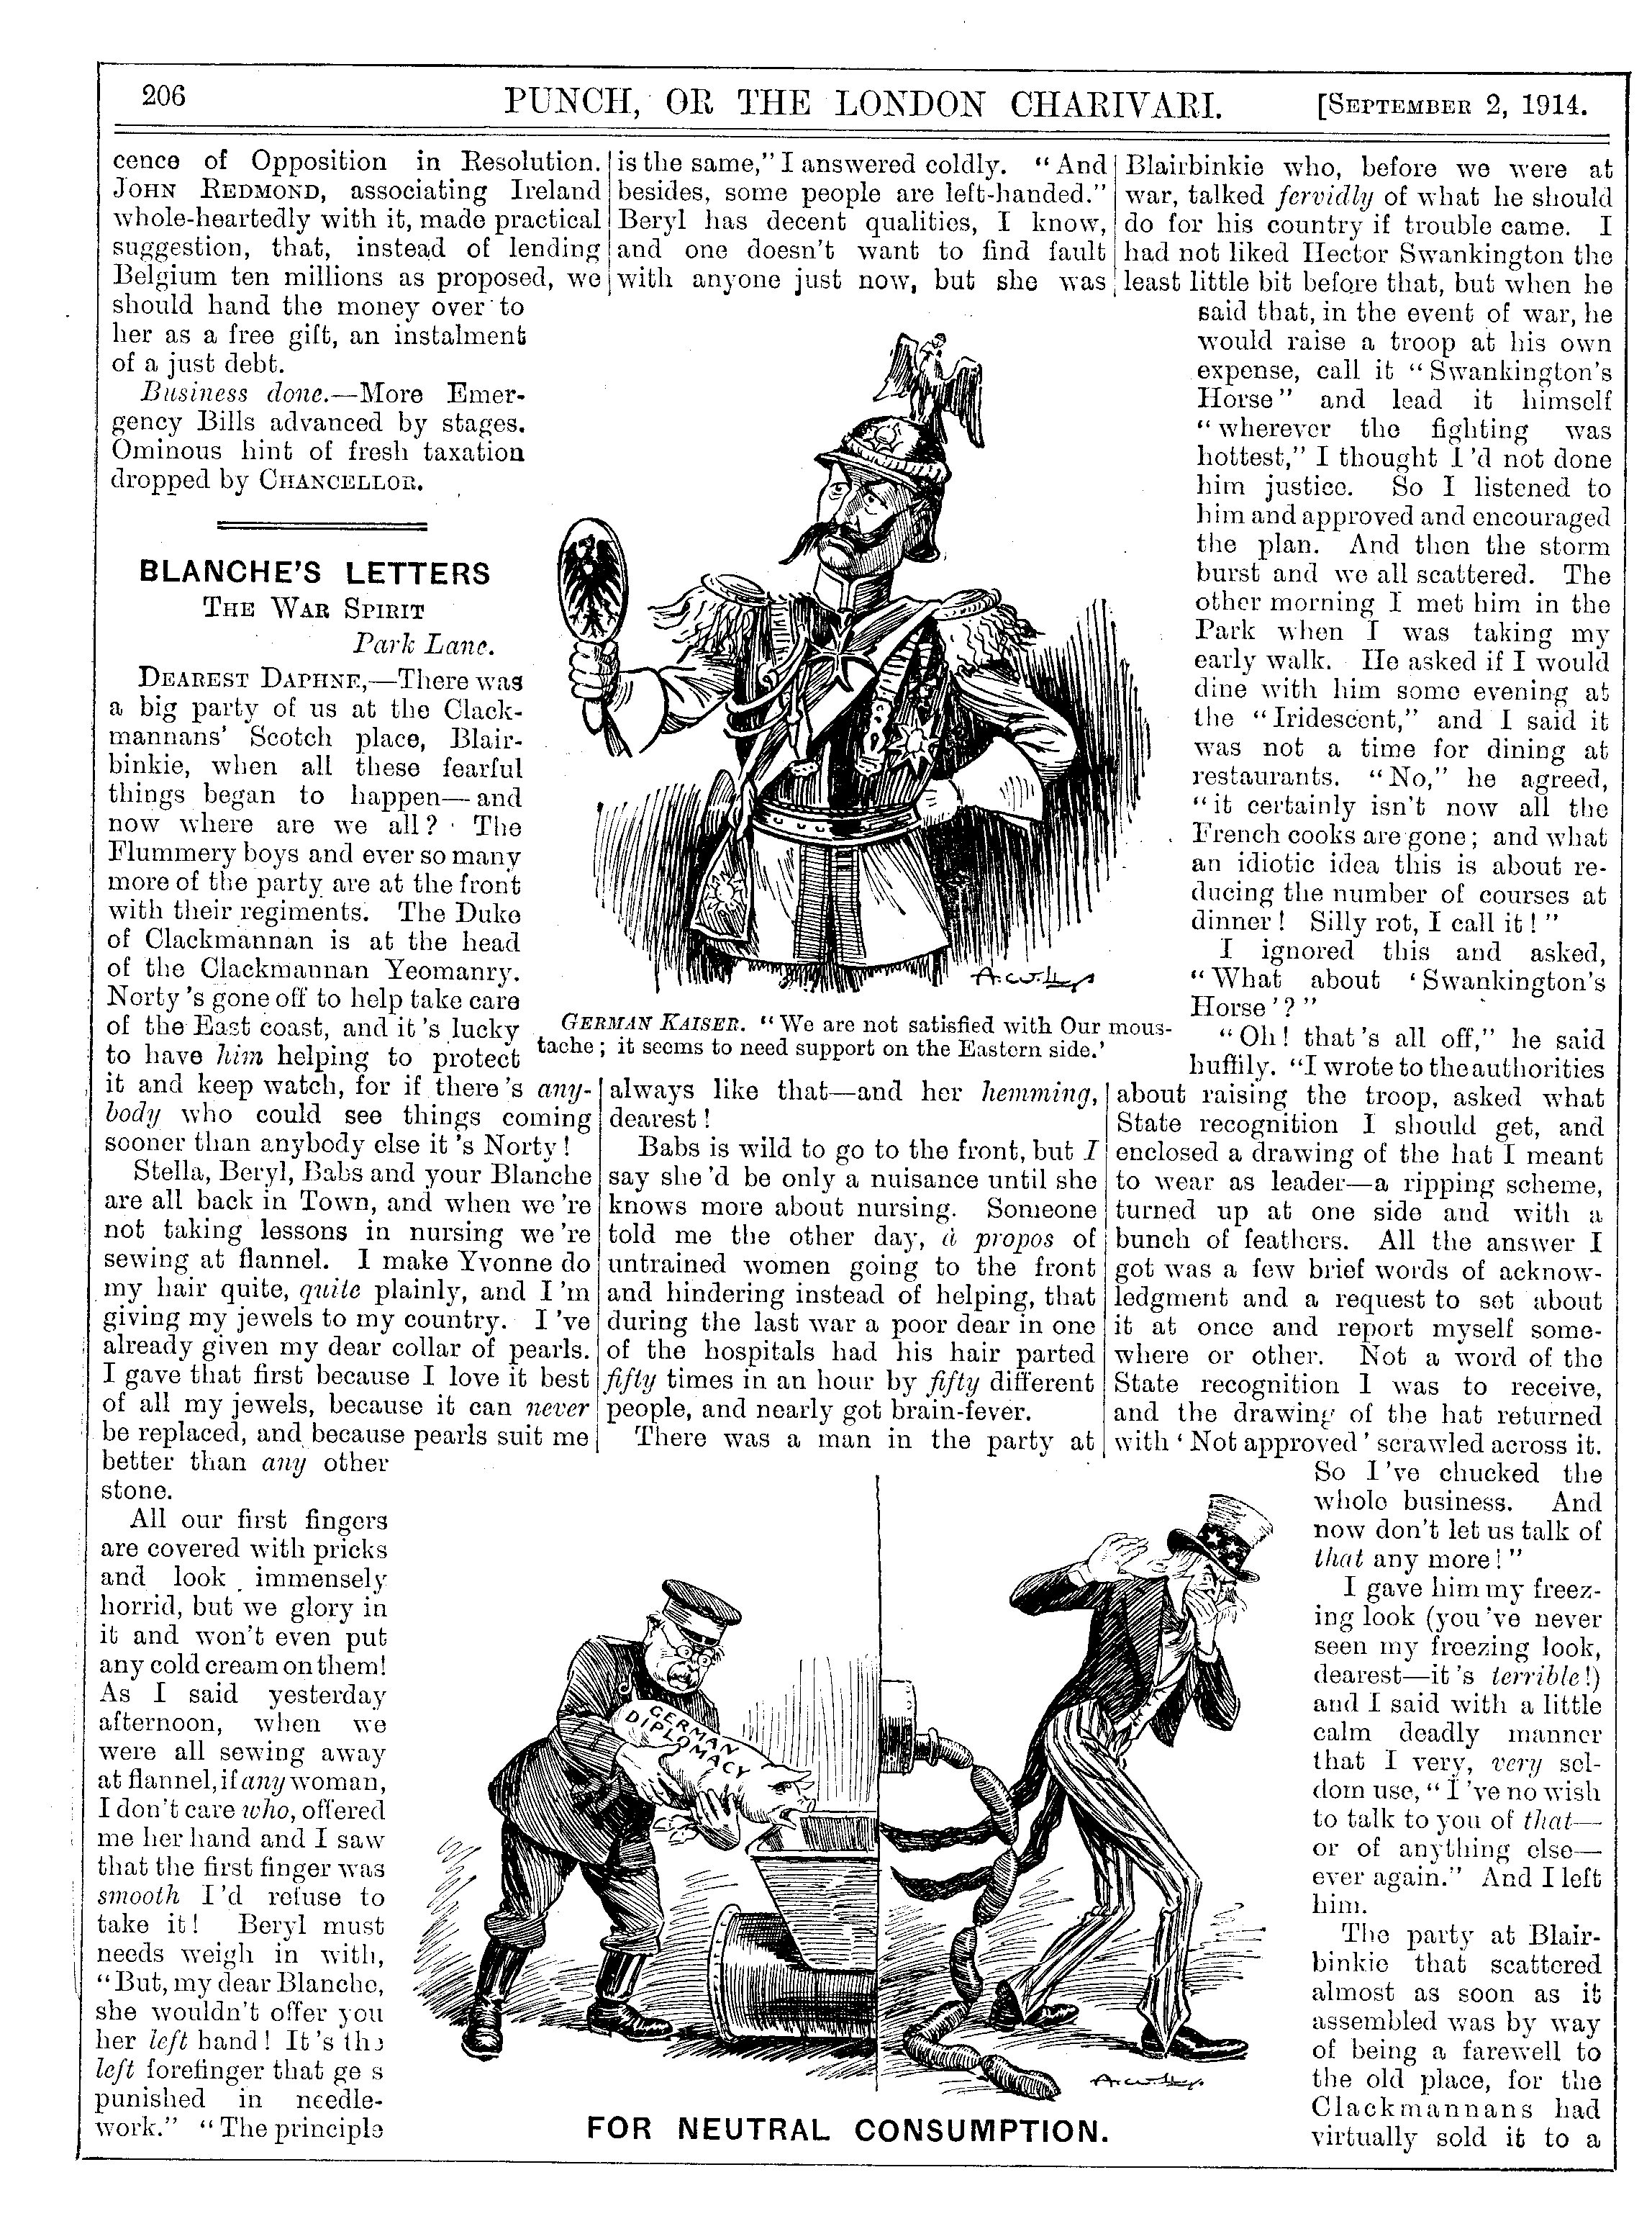 206
PUNCH, OR THE LONDON CHARIVARI.
[SEPTEMBER 2, 1914.
cence of Opposition in Resolution.
JOHN REDMOND, associating Ireland
whole-heartedly with it, made practical
suggestion, that, instead of lending
Belgium ten millions as proposed, we
should hand the money over to
her as a free gift, an instalment
of a just debt.
Business done.—More Emer-
gency Bills advanced by stages.
Ominous hint of fresh taxation
dropped by CHANCELLOR.
BLANCHE'S LETTERS
THE WAR SPIRIT
Park Lane.
DEAREST DAPHNE,—There was
a big party of us at the Clack-
mannans' Scotch place, Blair-
binkie, when all these fearful
things began to happen—and
now where are we all? The
Flummery boys and ever so many
more of the party are at the front
with their regiments. The Duke
of Clackmannan is at the head
of the Clackmannan Yeomanry.
Norty's gone off to help take care
of the East coast, and it's lucky
to have him helping to protect
it and keep watch, for if there's any-
body who could see things coming
sooner than anybody else it's Norty!
Stella, Beryl, Babs and your Blanche
are all back in Town, and when we're
not taking lessons in nursing we're
sewing at flannel. I make Yvonne do
my hair quite, quite plainly, and I'm
giving my jewels to my country. I've
already given my dear collar of pearls.
I gave that first because I love it best
of all my jewels, because it can never
be replaced, and because pearls suit me
better than any other
stone.
All our first fingers
are covered with pricks
and look immensely
horrid, but we glory in
it and won't even put
any cold cream on them!
As I said yesterday
afternoon, when we
were all sewing away
at flannel, if any woman,
I don't care who, offered
me her hand and I saw
that the first finger was
smooth I'd refuse to
take it! Beryl must
needs weigh in with,
"But, my dear Blanche,
she wouldn't offer you
her left hand! It's the
left forefinger that ge s
punished in needle-
work." "The principle
is the same," I answered coldly. "And
besides, some people are left-handed."
Beryl has decent qualities, I know,
and one doesn't want to find fault
with anyone just now, but she was
GERMAN KAISER. "We are not satisfied with Our mous-
tache; it seems to need support on the Eastern side.'
always like that—and her hemming,
dearest!
Babs is wild to go to the front, but I
say she'd be only a nuisance until she
knows more about nursing. Someone
told me the other day, à propos of
untrained women going to the front
and hindering instead of helping, that
during the last war a poor dear in one
of the hospitals had his hair parted
fifty times in an hour by fifty different
people, and nearly got brain-fever.
There was a man in the party at
GERMAN
DIPLOMACY
FOR NEUTRAL CONSUMPTION.
Blairbinkie who, before we were at
war, talked fervidly of what he should
do for his country if trouble came. I
had not liked Hector Swankington the
least little bit before that, but when he
said that, in the event of war, he
would raise a troop at his own
expense, call it "Swankington's
Horse" and lead it himself
"wherever the fighting was
hottest," I thought I'd not done
him justice. So I listened to
him and approved and encouraged
the plan. And then the storm
burst and we all scattered. The
other morning I met him in the
Park when I was taking my
early walk. He asked if I would
dine with him some evening at
the "Iridescent," and I said it
was not a time for dining at
restaurants. "No," he agreed,
"it certainly isn't now all the
French cooks are gone; and what
an idiotic idea this is about re-
ducing the number of courses at
dinner! Silly rot, I call it!"
I ignored this and asked,
"What about 'Swankington's
Horse'?"
"Oh! that's all off," he said
huffily. "I wrote to the authorities
about raising the troop, asked what
State recognition I should get, and
enclosed a drawing of the hat I meant
to wear as leader—a ripping scheme,
turned up at one side and with a
bunch of feathers. All the answer I
got was a few brief words of acknow-
ledgment and a request to set about
it at once and report myself some-
where or other. Not a word of the
State recognition I was to receive,
and the drawing of the hat returned
with 'Not approved' scrawled across it.
So I've chucked the
whole business. And
now don't let us talk of
that any more!"
I gave him my freez-
ing look (you've never
seen my freezing look,
dearest—it's terrible!)
and I said with a little
calm deadly manner
that I very, very sel-
dom use, "I've no wish
to talk to you of that—
or of anything else—
ever again." And I left
him.
The party at Blair-
binkie that scattered
almost as soon as it
assembled was by way
of being a farewell to
the old place, for the
Clackmannans had
virtually sold it to a